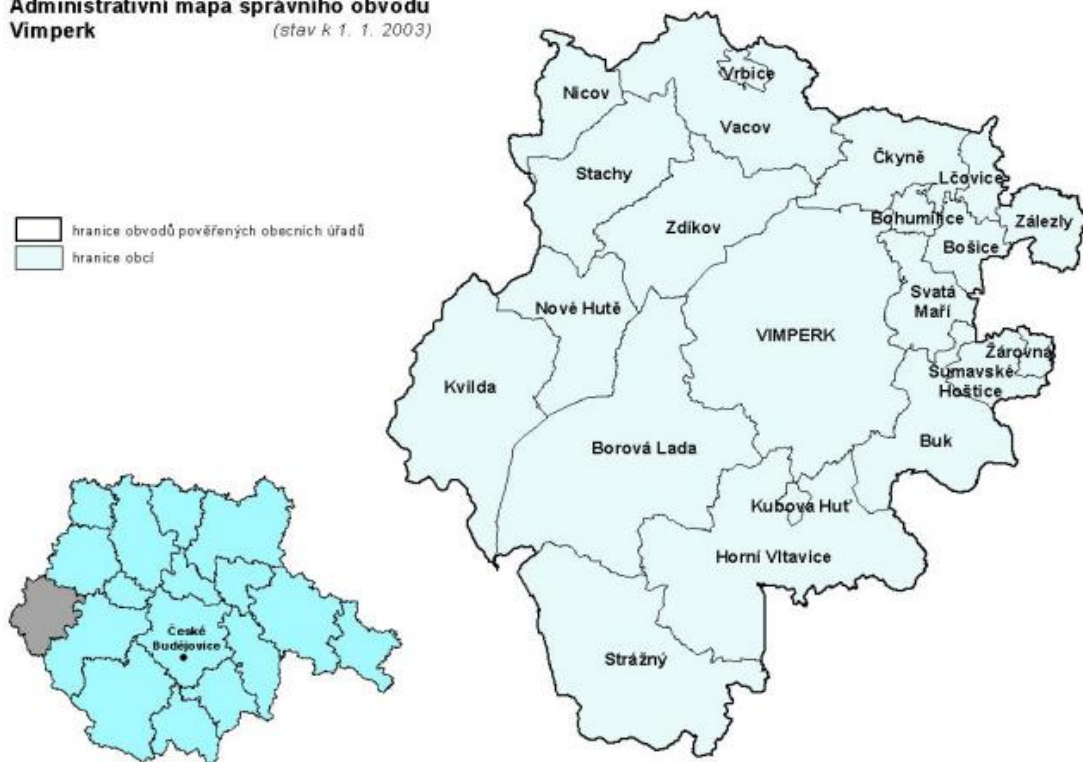 Administrativní mapa správního obvodu
Vimperk (stav k 1. 1. 2003)
Vrbice
Nicov
Vacov
Čkyně
Stachy
Lčovice
Bohumilice
Zálezly
Zdíkov
Bošice
hranice obvodů pověřených obecních úřadů
hranice obcí
Svatá
Maří
Nové Hutě
VIMPERK
Žárovná
Šumavské
Hoštice
Kvilda
Buk
Borová Lada
Kubová Huť
Horní Vltavice
České
Budějovice
Strážný